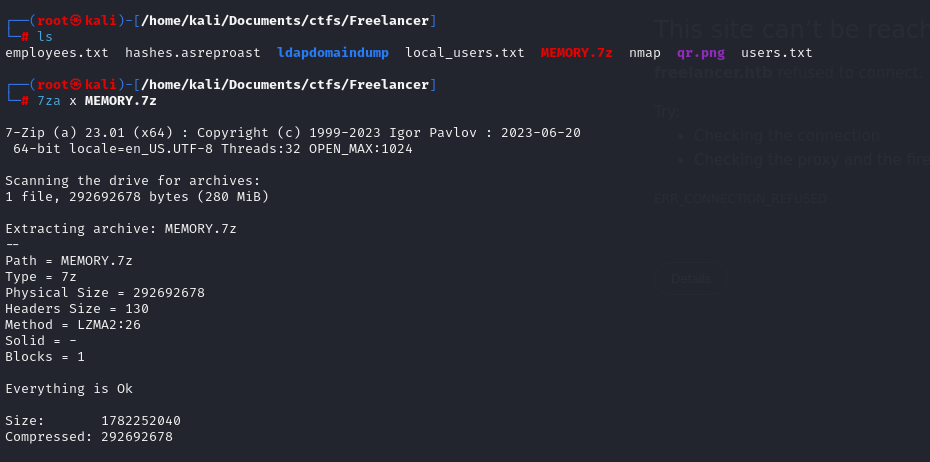 ┌──(root㉿kali)-[/home/kali/Documents/ctfs/Freelancer]
└─# ls
employees.txt  hashes.asreproast  ldapdomaindump  local_users.txt  MEMORY.7z  nmap  qr.png  users.txt
┌──(root㉿kali)-[/home/kali/Documents/ctfs/Freelancer]
└─# 7za x MEMORY.7z
7-Zip (a) 23.01 (x64) : Copyright (c) 1999-2023 Igor Pavlov : 2023-06-20
64-bit locale=en_US.UTF-8 Threads:32 OPEN_MAX:1024
Scanning the drive for archives:
1 file, 292692678 bytes (280 MiB)
Extracting archive: MEMORY.7z
--
Path = MEMORY.7z
Type = 7z
Physical Size = 292692678
Headers Size = 130
Method = LZMA2:26
Solid = -
Blocks = 1
Everything is Ok
Size:       1782252040
Compressed: 292692678
This site can't be reach
freelancer.htb refused to connect.
Try:
• Checking the connection
• Checking the proxy and the fire
ERR_CONNECTION_REFUSED
Details